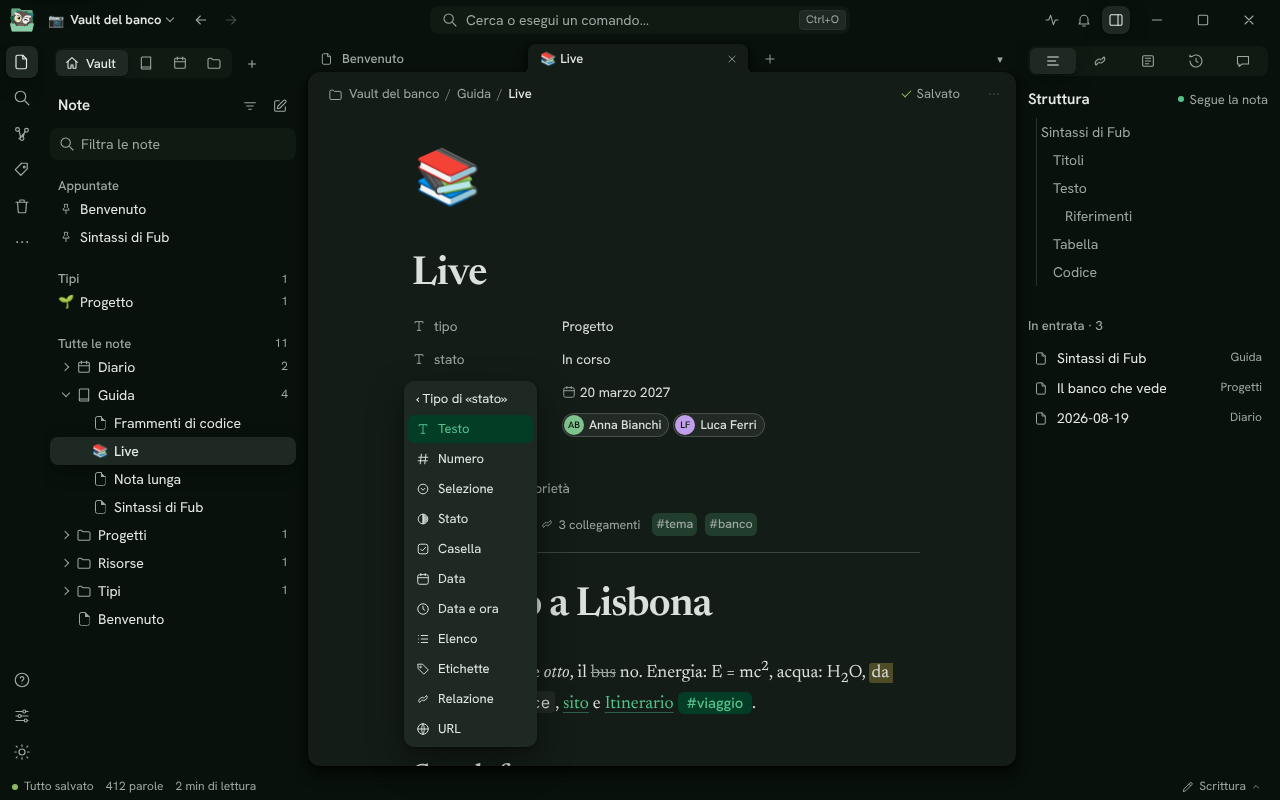 Vault del banco
Cerca o esegui un comando...
Ctrl+O
Vault
Note
Filtra le note
Appuntate
Benvenuto
Sintassi di Fub
Tipi 1
Progetto 1
Tutte le note 11
Diario 2
Guida 4
Frammenti di codice
Live
Nota lunga
Sintassi di Fub
Progetti 1
Risorse 1
Tipi 1
Benvenuto
Tutto salvato 412 parole 2 min di lettura
Benvenuto
Live
Vault del banco / Guida / Live
Salvato
Live
tipo Progetto
stato In corso
20 marzo 2027
AB Anna Bianchi LF Luca Ferri
‹ Tipo di «stato»
Testo
Numero
Selezione
Stato
Casella
Data
Data e ora
Elenco
Etichette
Relazione
URL
3 collegamenti #tema #banco
a Lisbona
otto, il bus no. Energia: E = mc², acqua: H₂O, da
, sito e Itinerario #viaggio.
Struttura
Segue la nota
Sintassi di Fub
Titoli
Testo
Riferimenti
Tabella
Codice
In entrata · 3
Sintassi di Fub Guida
Il banco che vede Progetti
2026-08-19 Diario
Scrittura